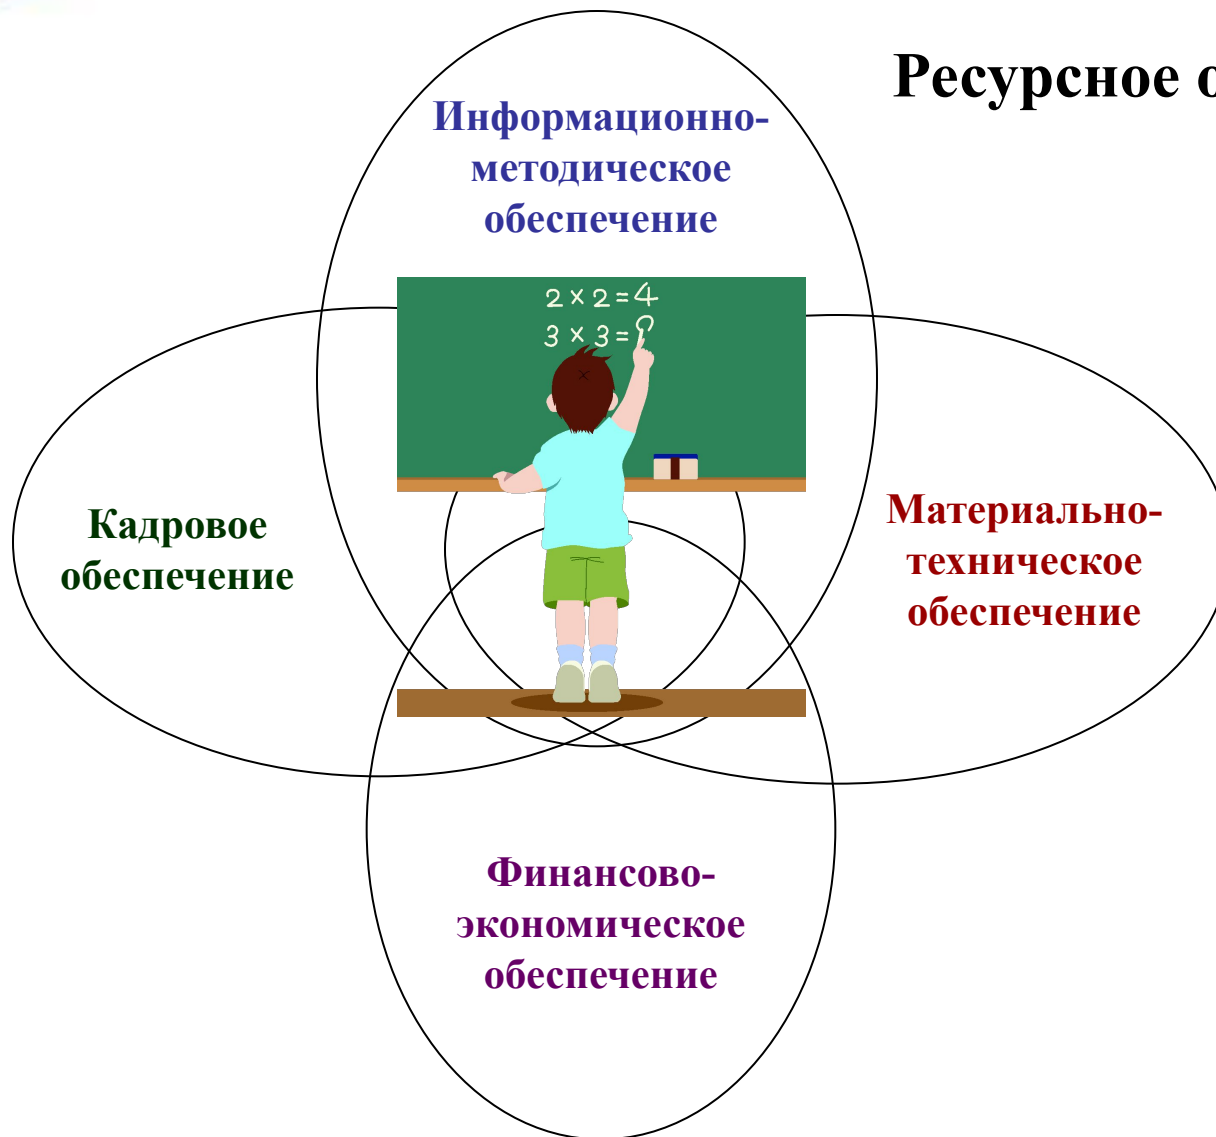 Ресурсное о
Информационно-
методическое
обеспечение
2 × 2 = 4
3 × 3 =
Кадровое
обеспечение
Материально-
техническое
обеспечение
Финансово-
экономическое
обеспечение